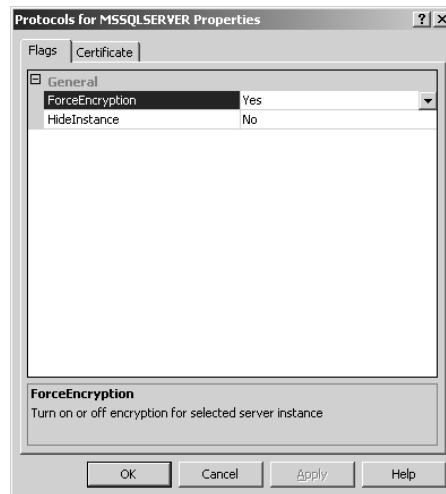 Protocols for MSSQLSERVER Properties
Flags
Certificate
General
ForceEncryption Yes
HideInstance No
ForceEncryption
Turn on or off encryption for selected server instance
OK Cancel Apply Help